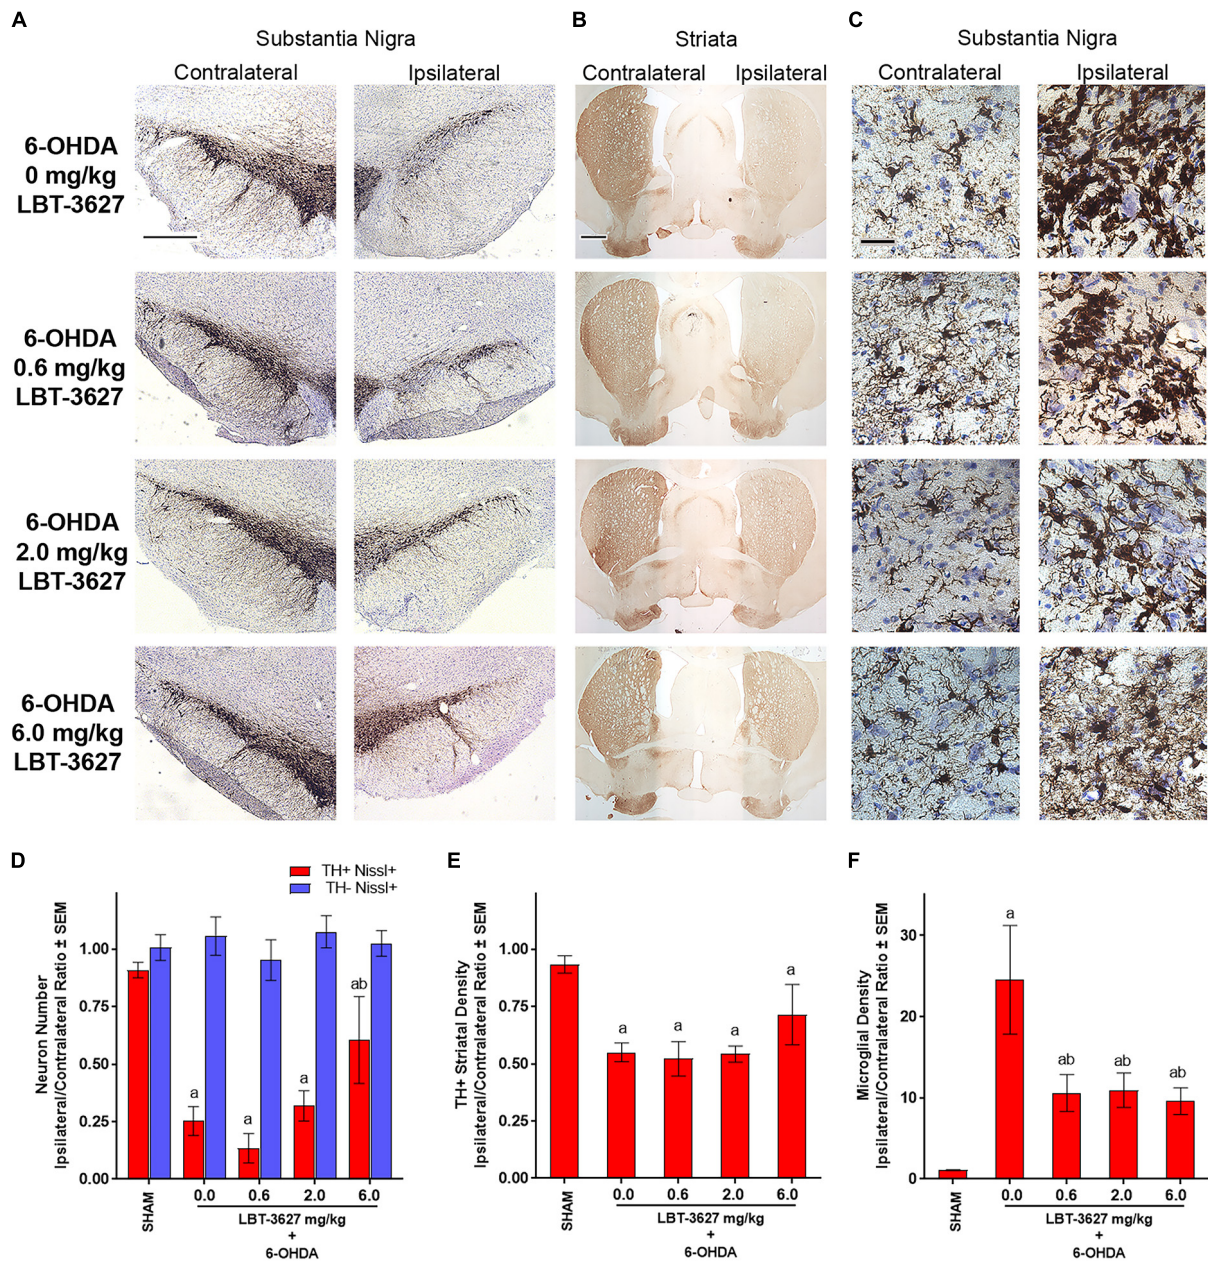 A
B
C
Substantia Nigra
Striata
Substantia Nigra
Contralateral
Ipsilateral
Contralateral
Ipsilateral
Contralateral
Ipsilateral
6-OHDA
0 mg/kg
LBT-3627
6-OHDA
0.6 mg/kg
LBT-3627
6-OHDA
2.0 mg/kg
LBT-3627
6-OHDA
6.0 mg/kg
LBT-3627
D
TH+ Nissl+
TH- Nissl+
Neuron Number
Ipsilateral/Contralateral Ratio ± SEM
1.00
0.75
0.50
0.25
0.00
a
a
a
ab
SHAM
0.0
0.6
2.0
6.0
LBT-3627 mg/kg
+
6-OHDA
E
TH+ Striatal Density
Ipsilateral/Contralateral Ratio ± SEM
1.00
0.75
0.50
0.25
0.00
a
a
a
a
SHAM
0.0
0.6
2.0
6.0
LBT-3627 mg/kg
+
6-OHDA
F
Microglial Density
Ipsilateral/Contralateral Ratio ± SEM
30
20
10
0
a
ab
ab
ab
SHAM
0.0
0.6
2.0
6.0
LBT-3627 mg/kg
+
6-OHDA